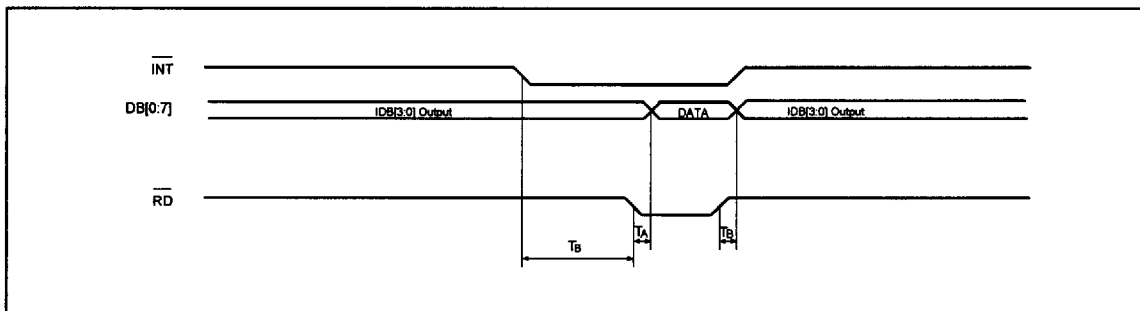 INT
DB[0:7]
IDB[3:0] Output
DATA
IDB[3:0] Output
RD
TA
TB
TB